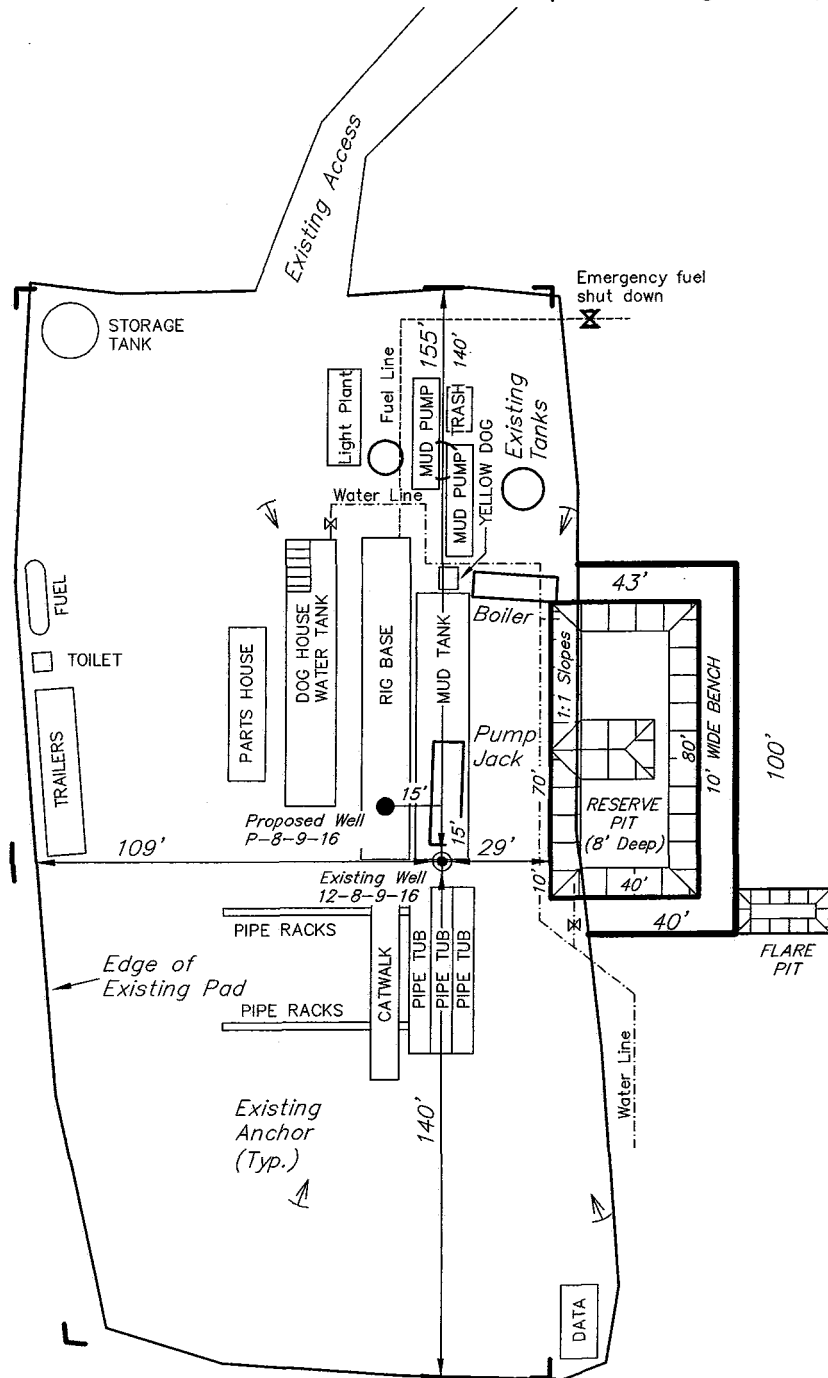 Existing Access
Emergency fuel
shut down
STORAGE
TANK
Light Plant
Fuel Line
MUD PUMP
155'
140'
TRASH
MUD PUMP
YELLOW DOG
Existing
Tanks
Water Line
FUEL
TOILET
TRAILERS
PARTS HOUSE
DOG HOUSE
WATER TANK
RIG BASE
MUD TANK
Boiler
43'
1:1 Slopes
Pump
Jack
70'
80'
10' WIDE BENCH
100'
RESERVE
PIT
(8' Deep)
15'
Proposed Well
P-8-9-16
15'
109'
29'
10'
40'
40'
Existing Well
12-8-9-16
PIPE RACKS
CATWALK
PIPE TUB
PIPE TUB
PIPE TUB
FLARE
PIT
Edge of
Existing Pad
PIPE RACKS
Water Line
140'
Existing
Anchor
(Typ.)
DATA